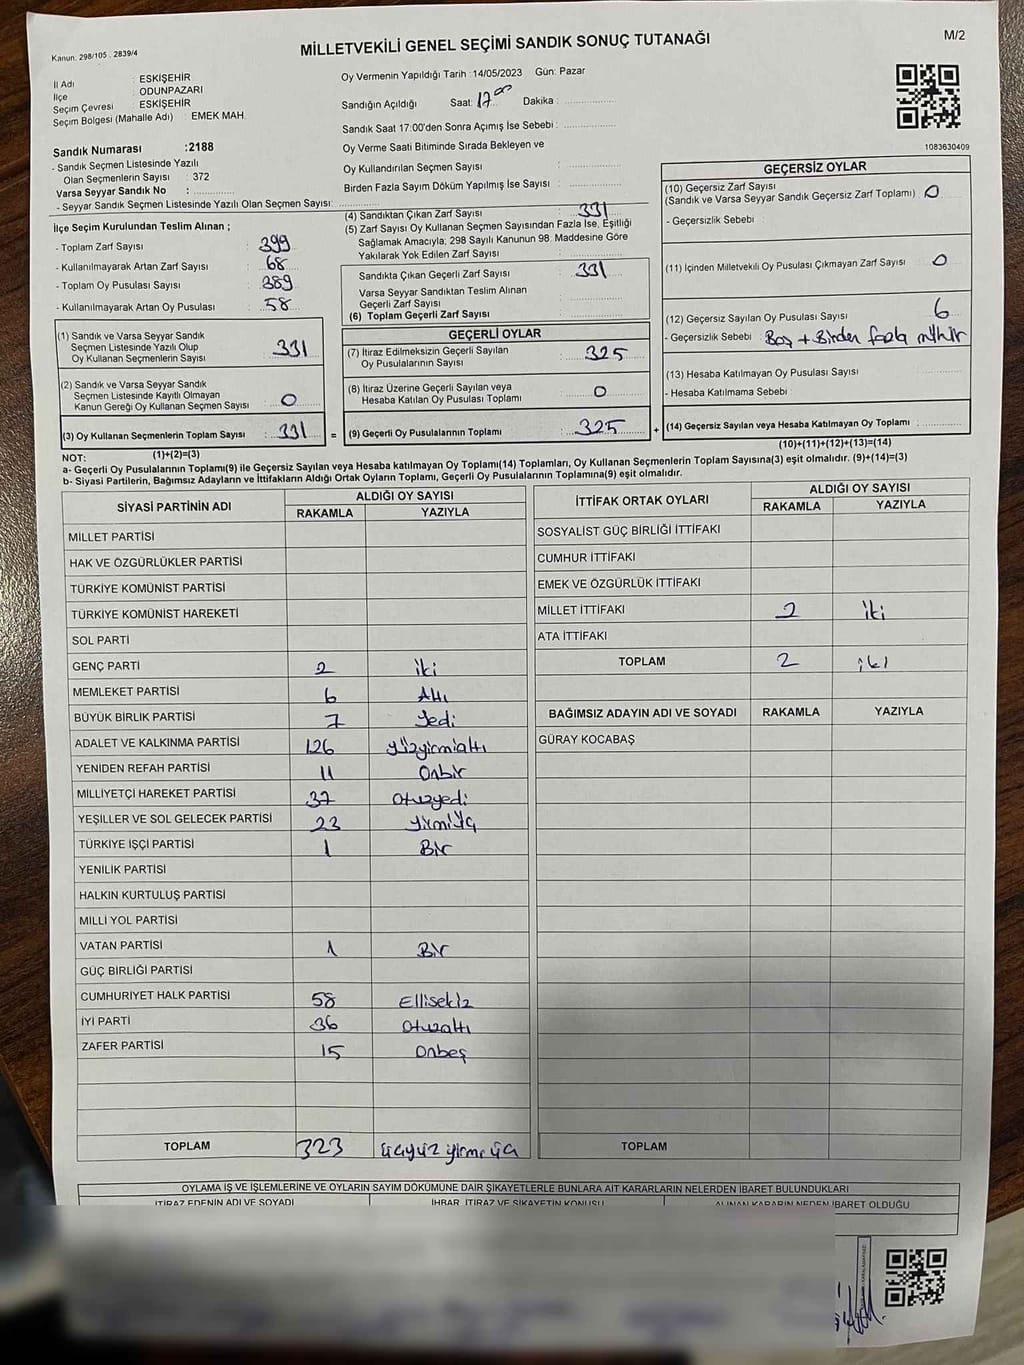 Kanun: 298/105 . 2839/4
MİLLETVEKİLİ GENEL SEÇİMİ SANDIK SONUÇ TUTANAĞI
M/2
İl Adı : ESKİŞEHİR
İlçe : ODUNPAZARI
Seçim Çevresi : ESKİŞEHİR
Seçim Bölgesi (Mahalle Adı) : EMEK MAH.
Oy Vermenin Yapıldığı Tarih :14/05/2023 Gün: Pazar
Sandığın Açıldığı Saat: 17 00 Dakika :
Sandık Saat 17:00'den Sonra Açılmış İse Sebebi :
Oy Verme Saati Bitiminde Sırada Bekleyen ve
Oy Kullandırılan Seçmen Sayısı :
Birden Fazla Sayım Döküm Yapılmış İse Sayısı :
1083630409
Sandık Numarası :2188
- Sandık Seçmen Listesinde Yazılı
Olan Seçmenlerin Sayısı : 372
Varsa Seyyar Sandık No :
- Seyyar Sandık Seçmen Listesinde Yazılı Olan Seçmen Sayısı:
İlçe Seçim Kurulundan Teslim Alınan ;
- Toplam Zarf Sayısı : 399
- Kullanılmayarak Artan Zarf Sayısı : 68
- Toplam Oy Pusulası Sayısı : 389
- Kullanılmayarak Artan Oy Pusulası : 58
(1) Sandık ve Varsa Seyyar Sandık
Seçmen Listesinde Yazılı Olup
Oy Kullanan Seçmenlerin Sayısı : 331
(2) Sandık ve Varsa Seyyar Sandık
Seçmen Listesinde Kayıtlı Olmayan
Kanun Gereği Oy Kullanan Seçmen Sayısı : 0
(3) Oy Kullanan Seçmenlerin Toplam Sayısı : 331
(1)+(2)=(3)
(4) Sandıktan Çıkan Zarf Sayısı : 331
(5) Zarf Sayısı Oy Kullanan Seçmen Sayısından Fazla İse, Eşitliği
Sağlamak Amacıyla; 298 Sayılı Kanunun 98. Maddesine Göre
Yakılarak Yok Edilen Zarf Sayısı :
Sandıkta Çıkan Geçerli Zarf Sayısı : 331
Varsa Seyyar Sandıktan Teslim Alınan
Geçerli Zarf Sayısı :
(6) Toplam Geçerli Zarf Sayısı :
GEÇERLİ OYLAR
(7) İtiraz Edilmeksizin Geçerli Sayılan
Oy Pusulalarının Sayısı : 325
(8) İtiraz Üzerine Geçerli Sayılan veya
Hesaba Katılan Oy Pusulası Toplamı : 0
= (9) Geçerli Oy Pusulalarının Toplamı : 325 +
GEÇERSİZ OYLAR
(10) Geçersiz Zarf Sayısı
(Sandık ve Varsa Seyyar Sandık Geçersiz Zarf Toplamı) : 0
- Geçersizlik Sebebi :
(11) İçinden Milletvekili Oy Pusulası Çıkmayan Zarf Sayısı : 0
(12) Geçersiz Sayılan Oy Pusulası Sayısı : 6
- Geçersizlik Sebebi : Boş + Birden fazla mühür
(13) Hesaba Katılmayan Oy Pusulası Sayısı :
- Hesaba Katılmama Sebebi :
(14) Geçersiz Sayılan veya Hesaba Katılmayan Oy Toplamı :
(10)+(11)+(12)+(13)=(14)
NOT:
a- Geçerli Oy Pusulalarının Toplamı(9) ile Geçersiz Sayılan veya Hesaba katılmayan Oy Toplamı(14) Toplamları, Oy Kullanan Seçmenlerin Toplam Sayısına(3) eşit olmalıdır. (9)+(14)=(3)
b- Siyasi Partilerin, Bağımsız Adayların ve İttifakların Aldığı Ortak Oyların Toplamı, Geçerli Oy Pusulalarının Toplamına(9) eşit olmalıdır.
SİYASİ PARTİNİN ADI ALDIĞI OY SAYISI
RAKAMLA YAZIYLA
MİLLET PARTİSİ
HAK VE ÖZGÜRLÜKLER PARTİSİ
TÜRKİYE KOMÜNİST PARTİSİ
TÜRKİYE KOMÜNİST HAREKETİ
SOL PARTİ
GENÇ PARTİ 2 iki
MEMLEKET PARTİSİ 6 Altı
BÜYÜK BİRLİK PARTİSİ 7 Yedi
ADALET VE KALKINMA PARTİSİ 126 yüzyirmialtı
YENİDEN REFAH PARTİSİ 11 Onbir
MİLLİYETÇİ HAREKET PARTİSİ 37 Otuzyedi
YEŞİLLER VE SOL GELECEK PARTİSİ 23 yirmiüç
TÜRKİYE İŞÇİ PARTİSİ 1 Bir
YENİLİK PARTİSİ
HALKIN KURTULUŞ PARTİSİ
MİLLİ YOL PARTİSİ
VATAN PARTİSİ 1 Bir
GÜÇ BİRLİĞİ PARTİSİ
CUMHURİYET HALK PARTİSİ 58 Ellisekiz
İYİ PARTİ 36 Otuzaltı
ZAFER PARTİSİ 15 Onbeş
TOPLAM 323 üçyüz yirmi üç
İTTİFAK ORTAK OYLARI ALDIĞI OY SAYISI
RAKAMLA YAZIYLA
SOSYALİST GÜÇ BİRLİĞİ İTTİFAKI
CUMHUR İTTİFAKI
EMEK VE ÖZGÜRLÜK İTTİFAKI
MİLLET İTTİFAKI 2 iki
ATA İTTİFAKI
TOPLAM 2 iki
BAĞIMSIZ ADAYIN ADI VE SOYADI RAKAMLA YAZIYLA
GÜRAY KOCABAŞ
TOPLAM
OYLAMA İŞ VE İŞLEMLERİNE VE OYLARIN SAYIM DÖKÜMÜNE DAİR ŞİKAYETLERLE BUNLARA AİT KARARLARIN NELERDEN İBARET BULUNDUKLARI
İTİRAZ EDENİN ADI VE SOYADI İHBAR, İTİRAZ VE ŞİKAYETİN KONUSU ALINAN KARARIN NEDEN İBARET OLDUĞU